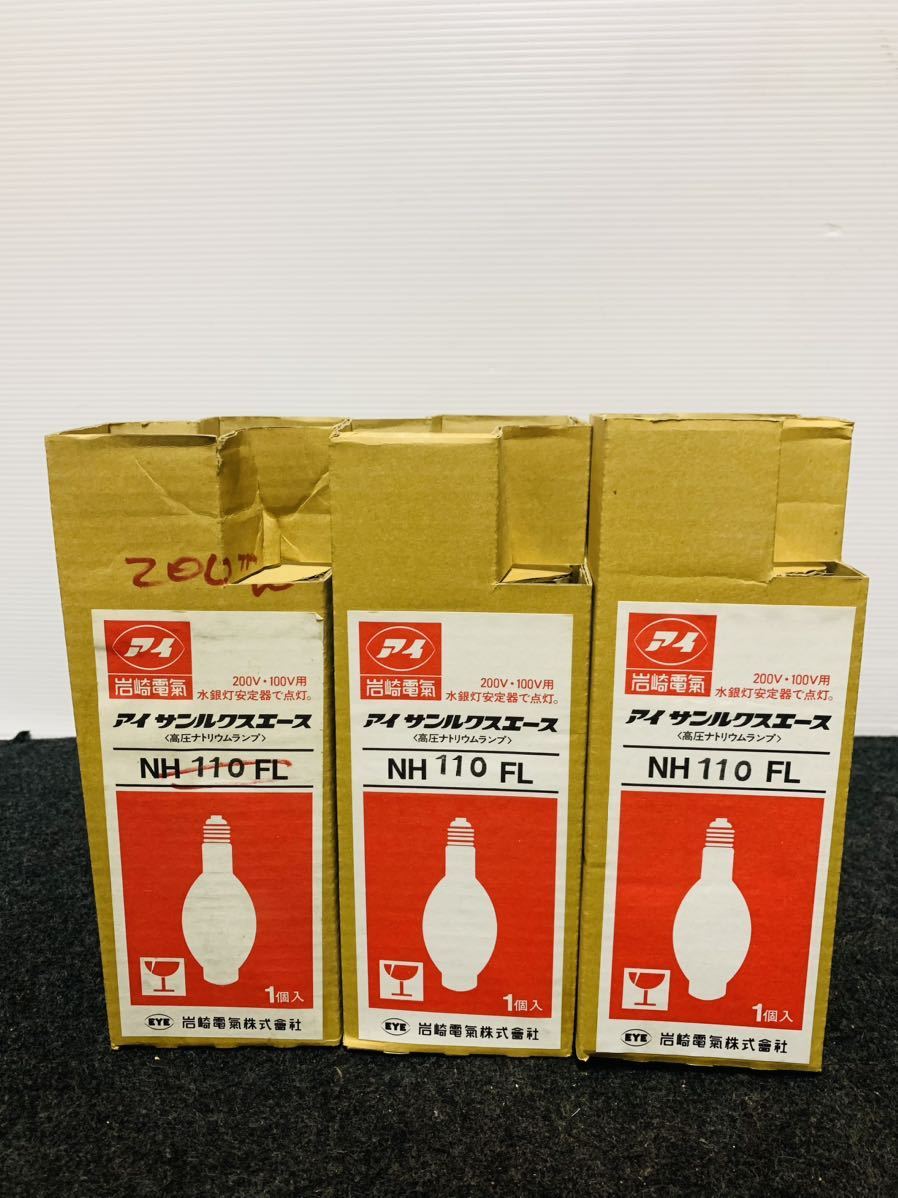 200W
アイ
岩崎電氣
200V・100V用
水銀灯安定器で点灯。
アイ サンルクスエース
〈高圧ナトリウムランプ〉
NH 110 FL
1個入
EYE 岩崎電氣株式會社
アイ
岩崎電氣
200V・100V用
水銀灯安定器で点灯。
アイ サンルクスエース
〈高圧ナトリウムランプ〉
NH 110 FL
1個入
EYE 岩崎電氣株式會社
アイ
岩崎電氣
200V・100V用
水銀灯安定器で点灯。
アイ サンルクスエース
〈高圧ナトリウムランプ〉
NH 110 FL
1個入
EYE 岩崎電氣株式會社